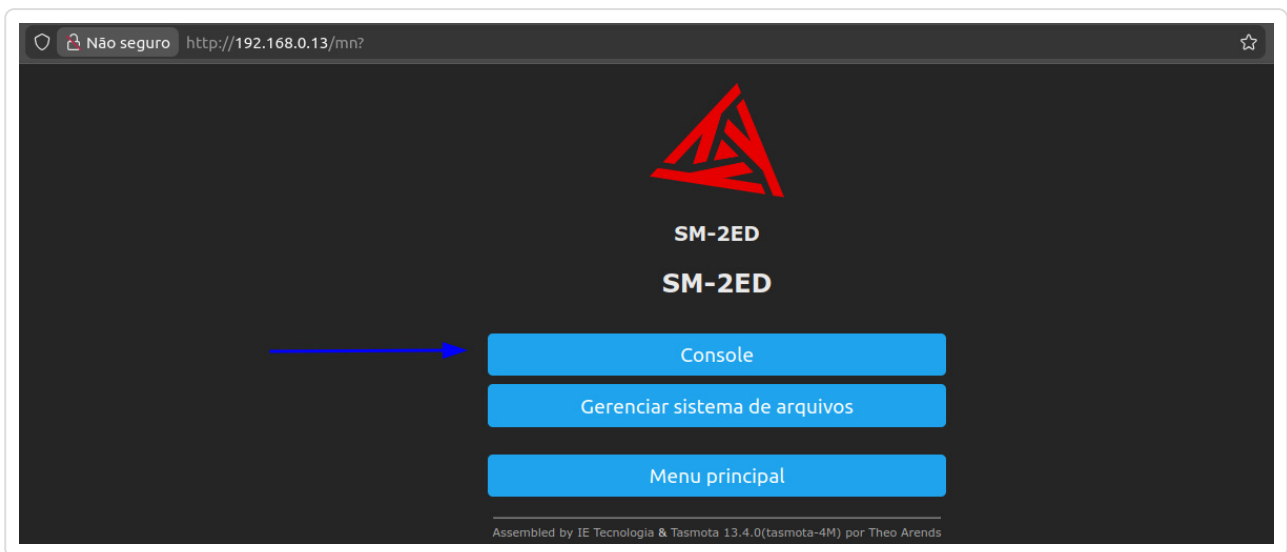 Não seguro http://192.168.0.13/mn?
SM-2ED
SM-2ED
Console
Gerenciar sistema de arquivos
Menu principal
Assembled by IE Tecnologia & Tasmota 13.4.0(tasmota-4M) por Theo Arends